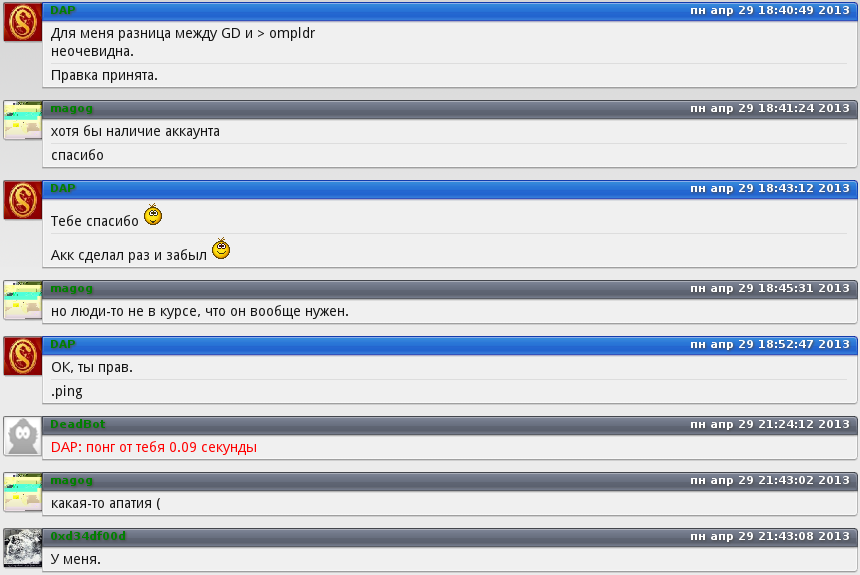 DAP пн апр 29 18:40:49 2013
Для меня разница между GD и > ompldr
неочевидна.
Правка принята.
magog пн апр 29 18:41:24 2013
хотя бы наличие аккаунта
спасибо
DAP пн апр 29 18:43:12 2013
Тебе спасибо
Акк сделал раз и забыл
magog пн апр 29 18:45:31 2013
но люди-то не в курсе, что он вообще нужен.
DAP пн апр 29 18:52:47 2013
ОК, ты прав.
.ping
DeadBot пн апр 29 21:24:12 2013
DAP: понг от тебя 0.09 секунды
magog пн апр 29 21:43:02 2013
какая-то апатия (
0xd34df00d пн апр 29 21:43:08 2013
У меня.